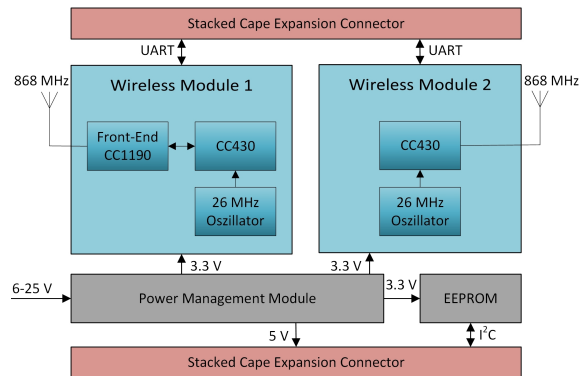 Stacked Cape Expansion Connector
UART
UART
868 MHz
Wireless Module 1
Wireless Module 2
868 MHz
Front-End
CC1190
CC430
CC430
26 MHz
Oszillator
26 MHz
Oszillator
3.3 V
3.3 V
6-25 V
Power Management Module
3.3 V
EEPROM
5 V
I²C
Stacked Cape Expansion Connector